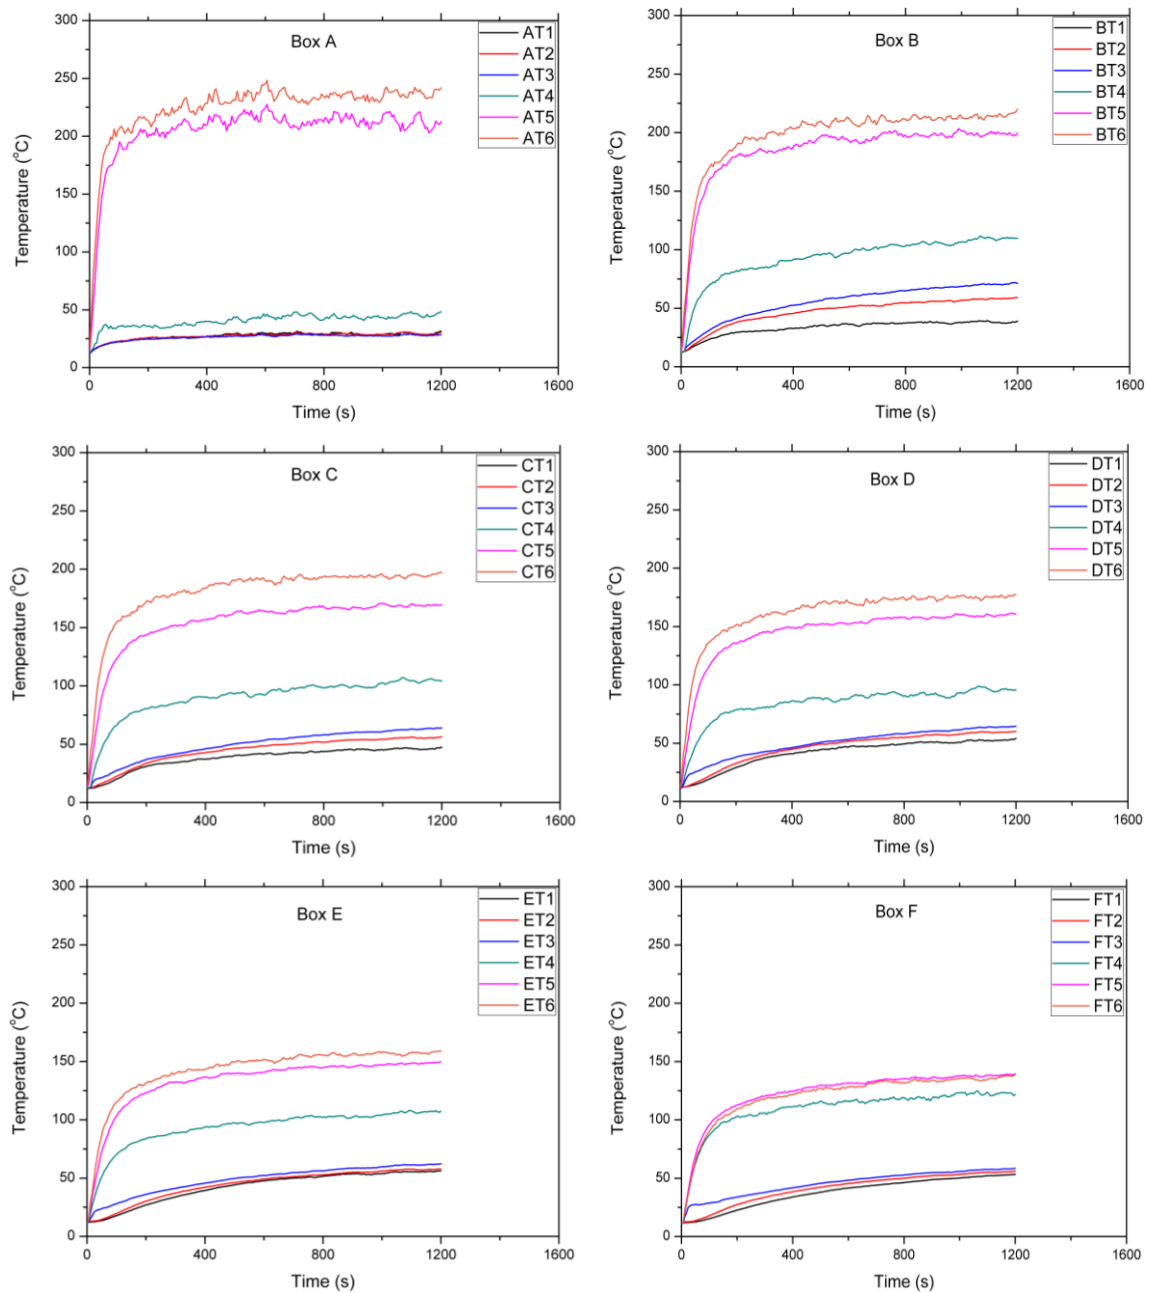 Box A
AT1
AT2
AT3
AT4
AT5
AT6
300
250
200
150
100
50
0
Temperature (°C)
0 400 800 1200 1600
Time (s)
Box B
BT1
BT2
BT3
BT4
BT5
BT6
300
250
200
150
100
50
0
Temperature (°C)
0 400 800 1200 1600
Time (s)
Box C
CT1
CT2
CT3
CT4
CT5
CT6
300
250
200
150
100
50
0
Temperature (°C)
0 400 800 1200 1600
Time (s)
Box D
DT1
DT2
DT3
DT4
DT5
DT6
300
250
200
150
100
50
0
Temperature (°C)
0 400 800 1200 1600
Time (s)
Box E
ET1
ET2
ET3
ET4
ET5
ET6
300
250
200
150
100
50
0
Temperature (°C)
0 400 800 1200 1600
Time (s)
Box F
FT1
FT2
FT3
FT4
FT5
FT6
300
250
200
150
100
50
0
Temperature (°C)
0 400 800 1200 1600
Time (s)